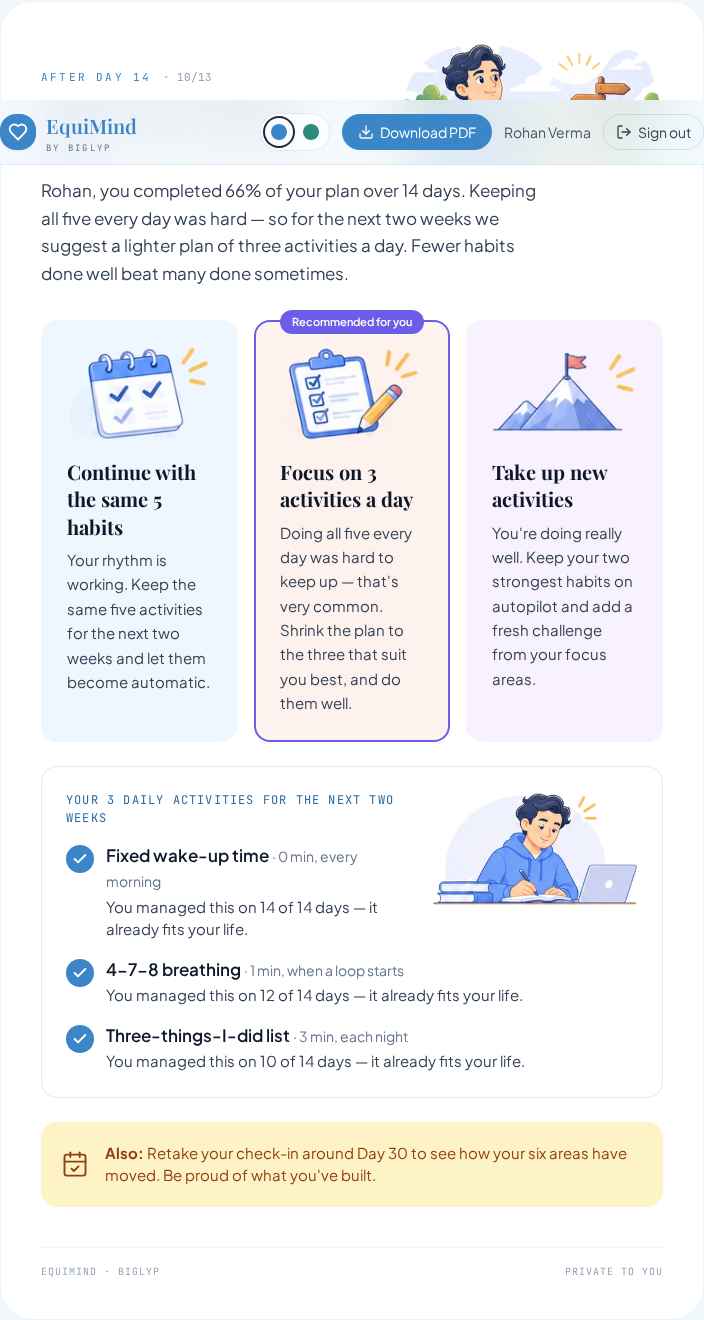 AFTER DAY 14 · 10/13
EquiMind
BY BIGLYP
Download PDF
Rohan Verma
Sign out
Rohan, you completed 66% of your plan over 14 days. Keeping
all five every day was hard — so for the next two weeks we
suggest a lighter plan of three activities a day. Fewer habits
done well beat many done sometimes.
Continue with
the same 5
habits
Your rhythm is
working. Keep the
same five activities
for the next two
weeks and let them
become automatic.
Recommended for you
Focus on 3
activities a day
Doing all five every
day was hard to
keep up — that's
very common.
Shrink the plan to
the three that suit
you best, and do
them well.
Take up new
activities
You're doing really
well. Keep your two
strongest habits on
autopilot and add a
fresh challenge
from your focus
areas.
YOUR 3 DAILY ACTIVITIES FOR THE NEXT TWO
WEEKS
Fixed wake-up time · 0 min, every
morning
You managed this on 14 of 14 days — it
already fits your life.
4-7-8 breathing · 1 min, when a loop starts
You managed this on 12 of 14 days — it already fits your life.
Three-things-I-did list · 3 min, each night
You managed this on 10 of 14 days — it already fits your life.
Also: Retake your check-in around Day 30 to see how your six areas have
moved. Be proud of what you've built.
EQUIMIND · BIGLYP
PRIVATE TO YOU